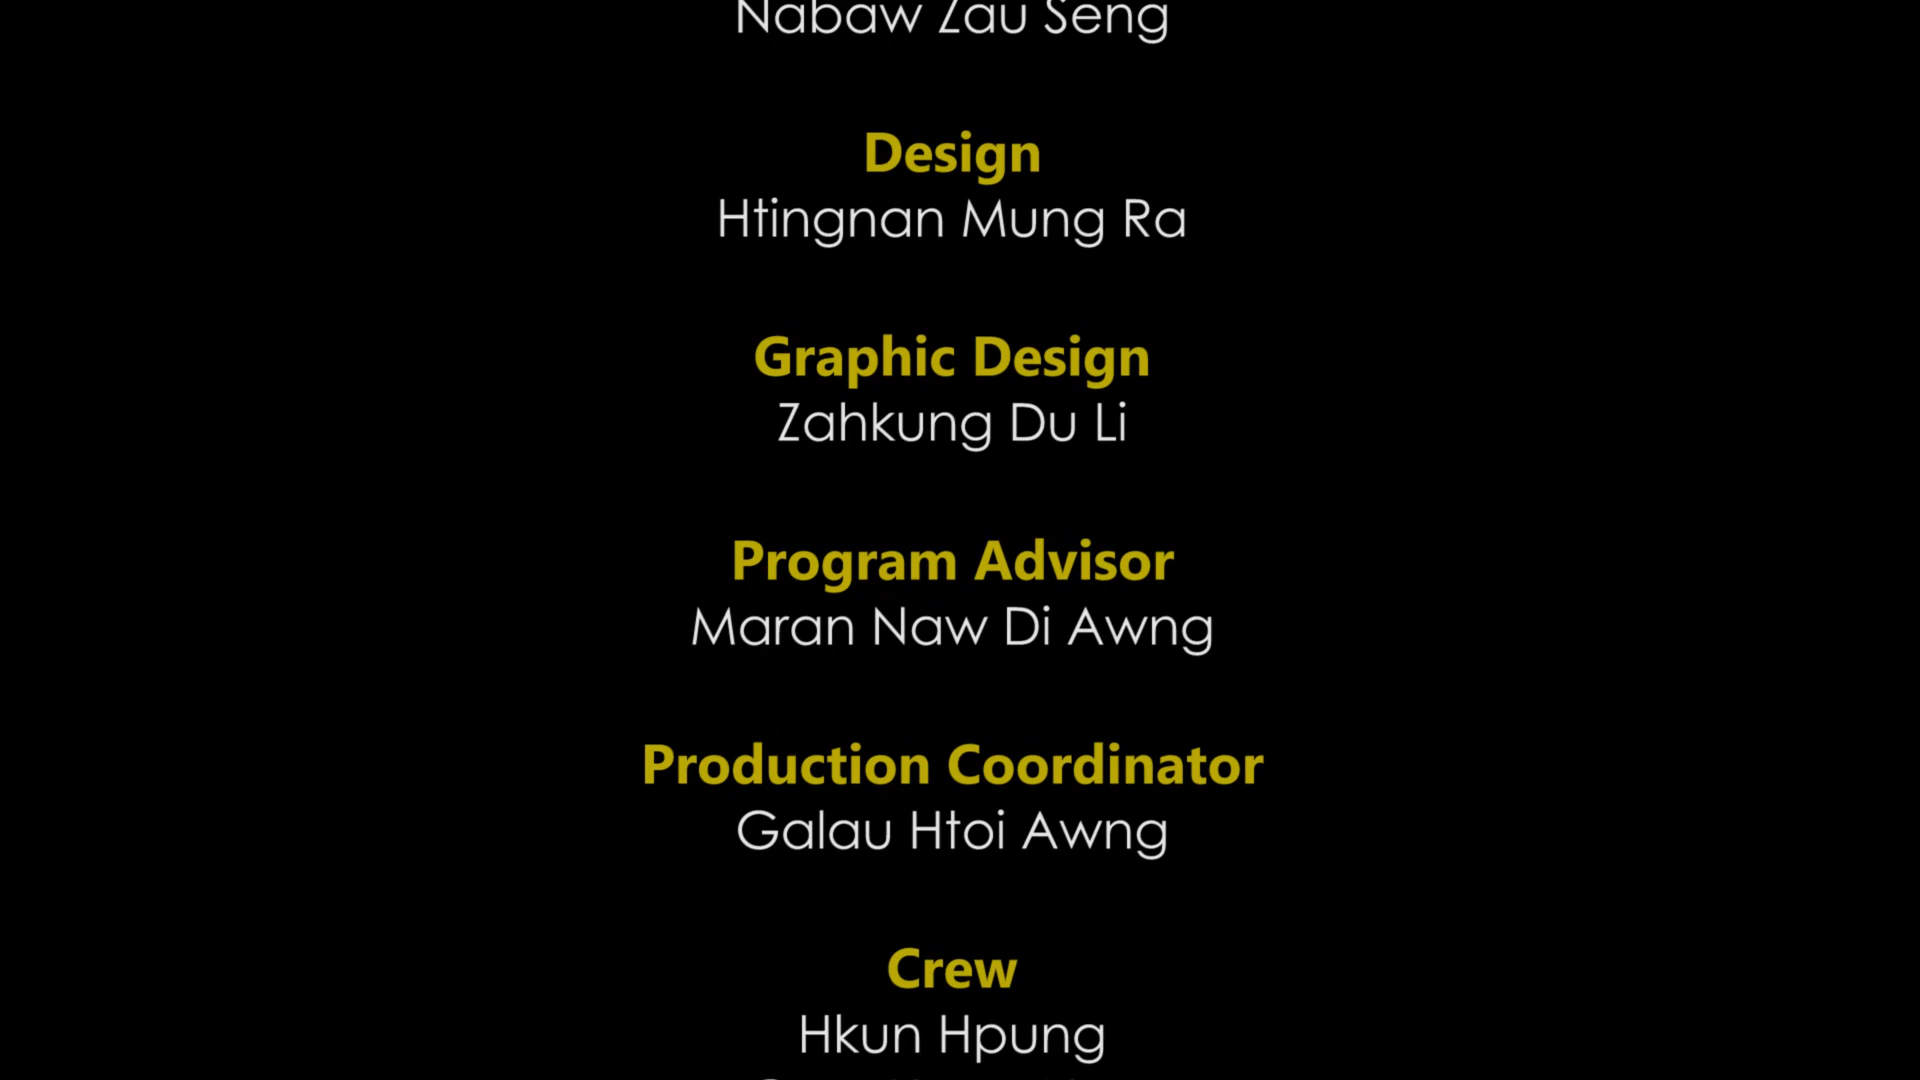 Nabaw Zau Seng
Design
Htingnan Mung Ra
Graphic Design
Zahkung Du Li
Program Advisor
Maran Naw Di Awng
Production Coordinator
Galau Htoi Awng
Crew
Hkun Hpung